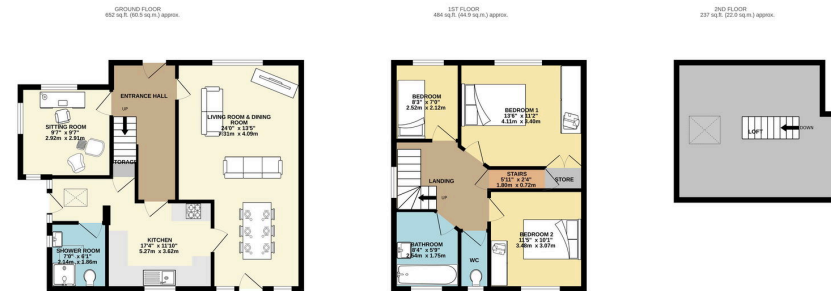 GROUND FLOOR
652 sq.ft. (60.5 sq.m.) approx.
1ST FLOOR
484 sq.ft. (44.9 sq.m.) approx.
2ND FLOOR
237 sq.ft. (22.0 sq.m.) approx.
ENTRANCE HALL
UP
SITTING ROOM
9'7" x 9'7"
2.92m x 2.91m
LIVING ROOM & DINING
ROOM
24'0" x 13'5"
7.31m x 4.09m
STORAGE
SHOWER ROOM
7'0" x 6'1"
2.14m x 1.86m
KITCHEN
17'4" x 11'10"
5.27m x 3.62m
BEDROOM
8'3" x 7'0"
2.52m x 2.12m
BEDROOM 1
13'6" x 11'2"
4.11m x 3.40m
LANDING
UP
STAIRS
5'11" x 2'4"
1.80m x 0.72m
STORE
BATHROOM
8'4" x 5'9"
2.54m x 1.75m
WC
BEDROOM 2
11'5" x 10'1"
3.48m x 3.07m
LOFT
DOWN